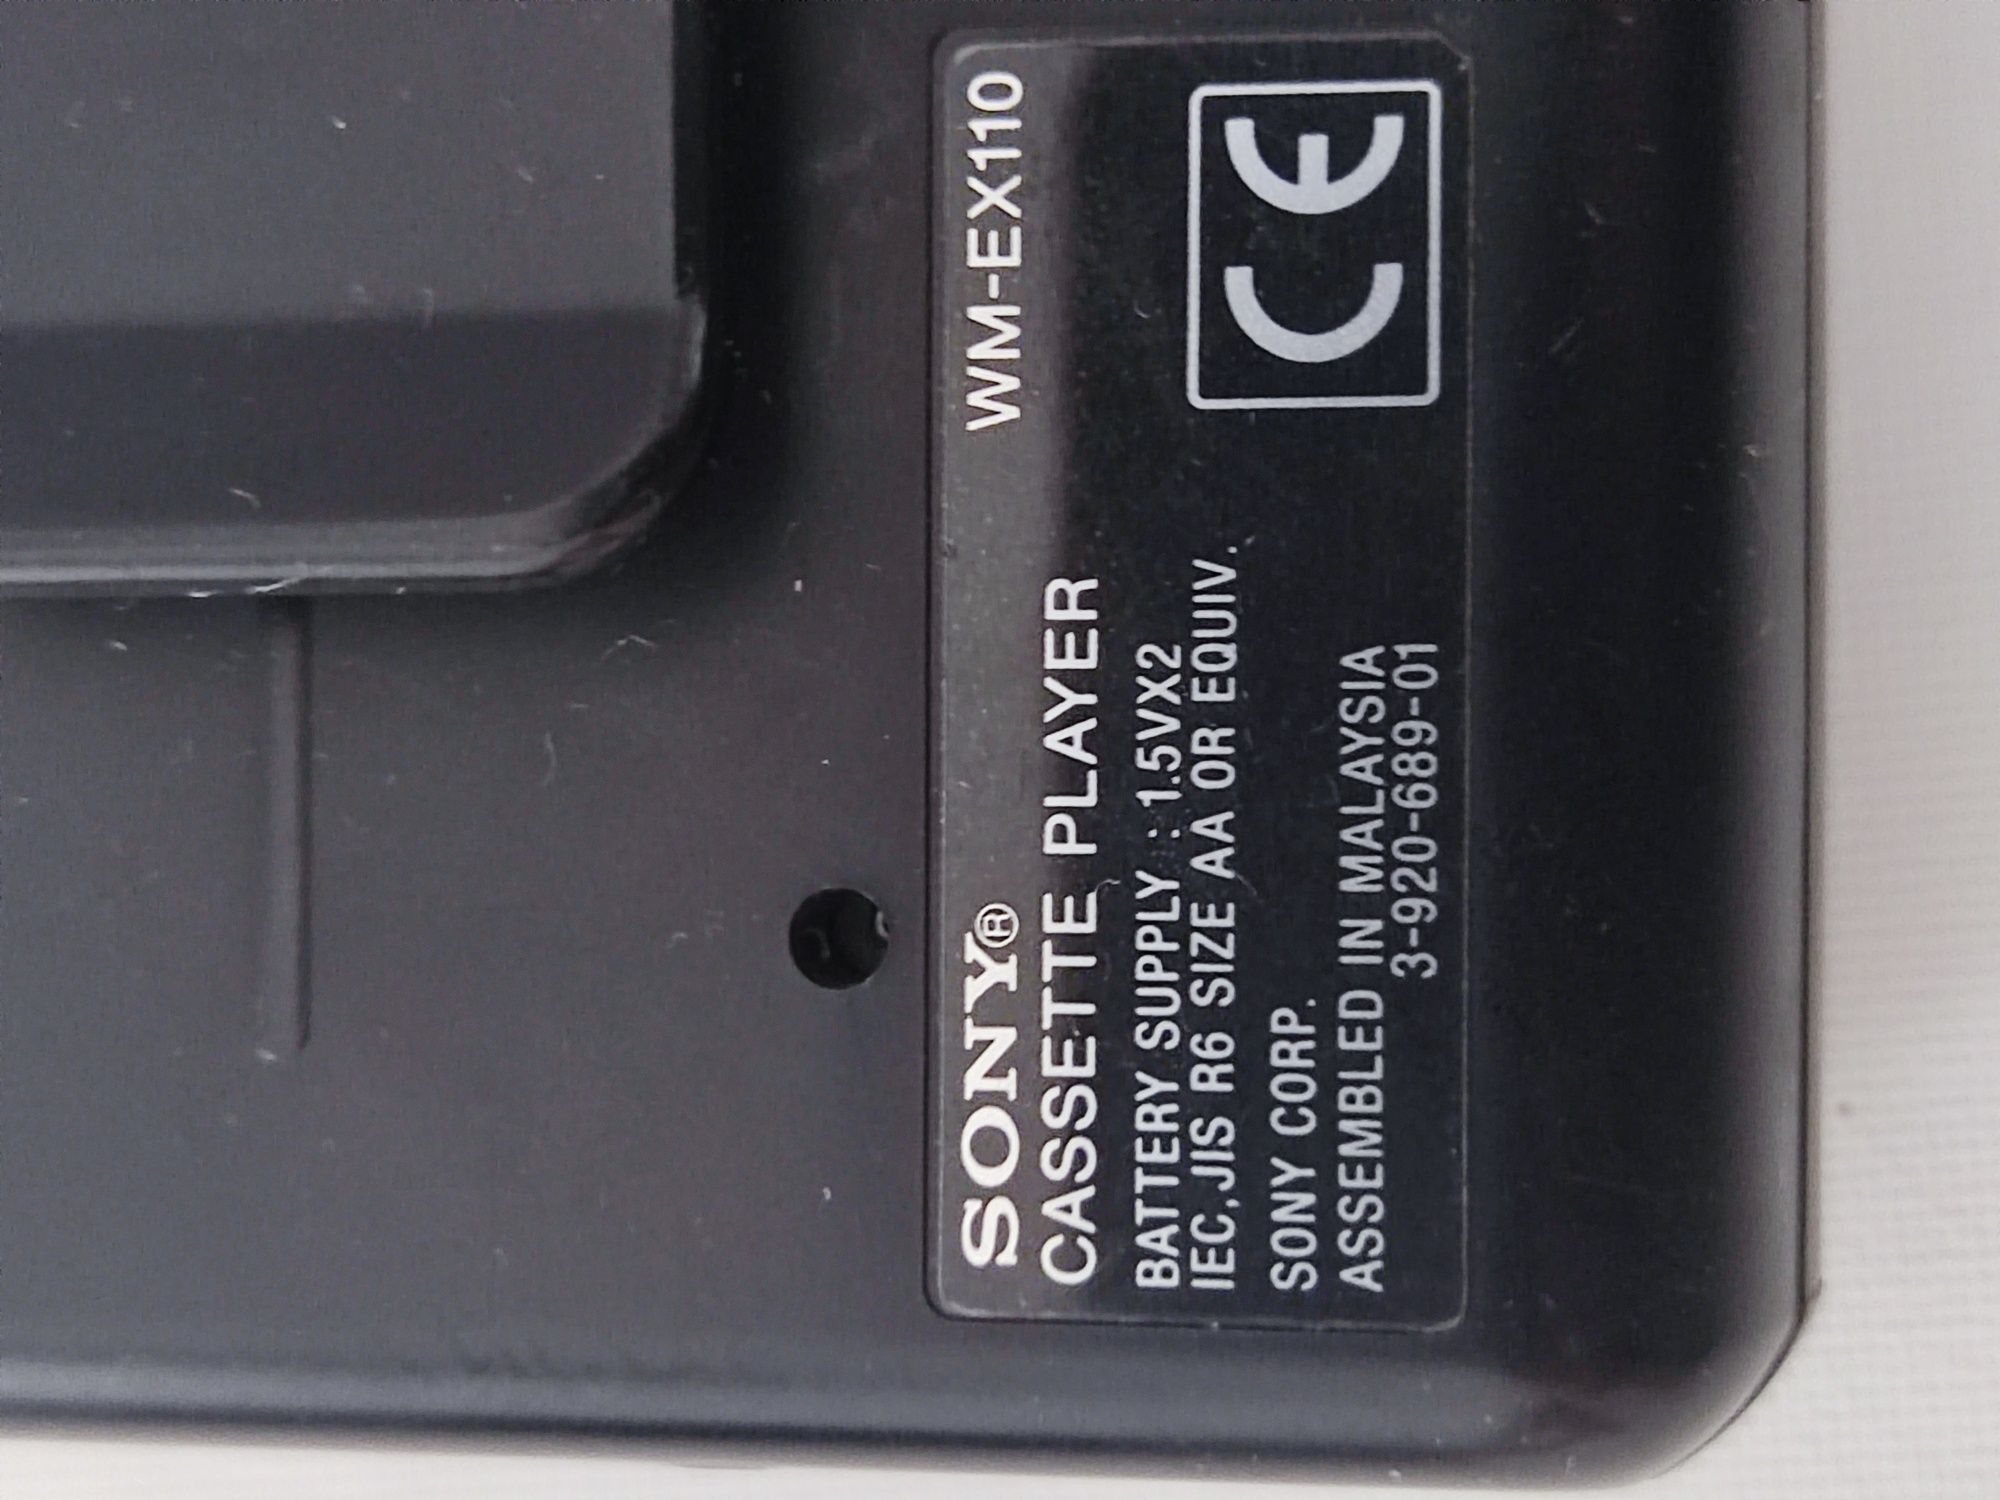 SONY® WM-EX110
CASSETTE PLAYER
BATTERY SUPPLY : 1.5VX2
IEC,JIS R6 SIZE AA OR EQUIV.
SONY CORP.
ASSEMBLED IN MALAYSIA
3-920-689-01
CE